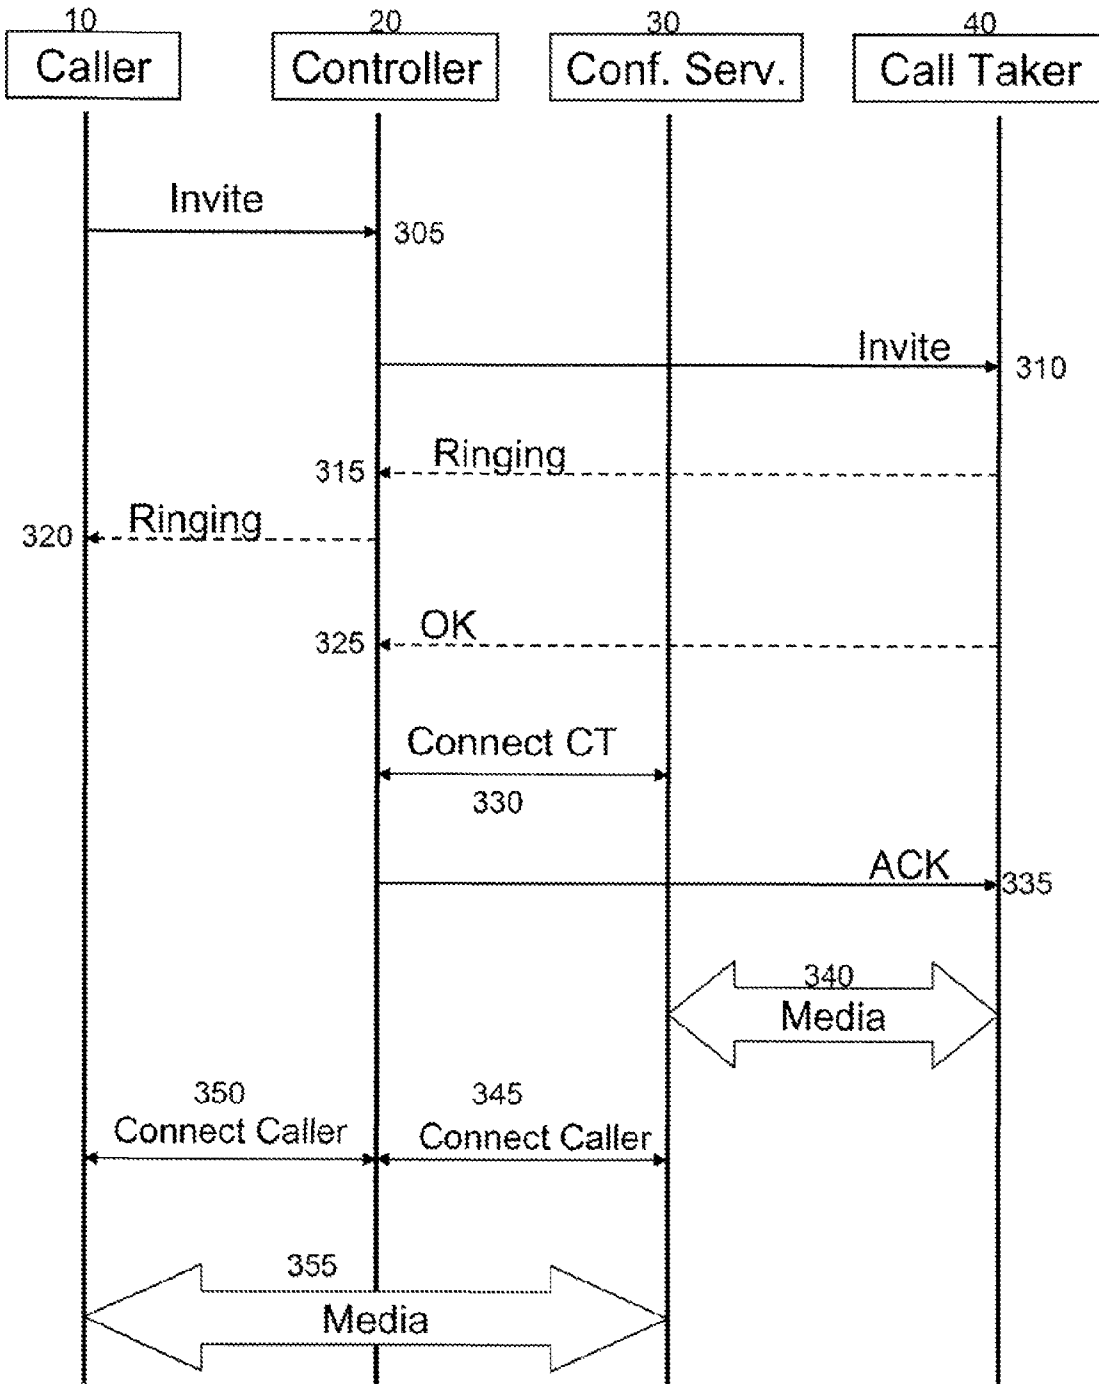 10
20
30
40
Caller
Controller
Conf. Serv.
Call Taker
Invite
305
Invite
310
Ringing
315
Ringing
320
OK
325
Connect CT
330
ACK
335
340
Media
350
345
Connect Caller
Connect Caller
355
Media